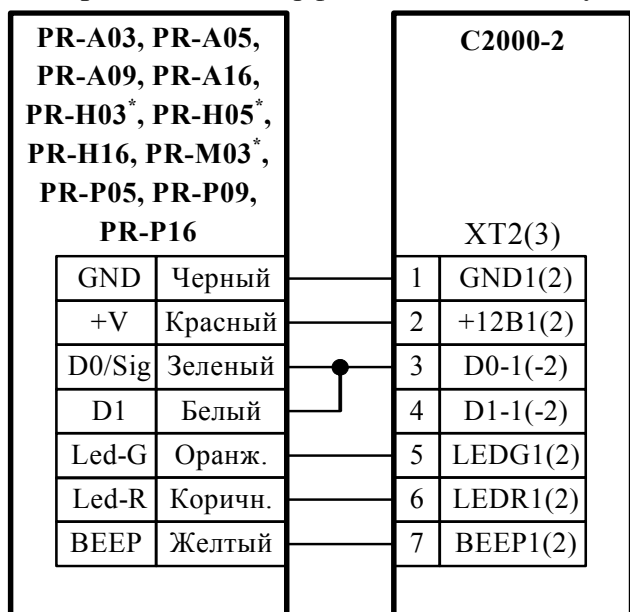 PR-A03, PR-A05,
PR-A09, PR-A16,
PR-H03*, PR-H05*,
PR-H16, PR-M03*,
PR-P05, PR-P09,
PR-P16
GND Черный
+V Красный
D0/Sig Зеленый
D1 Белый
Led-G Оранж.
Led-R Коричн.
BEEP Желтый
C2000-2
XT2(3)
1 GND1(2)
2 +12В1(2)
3 D0-1(-2)
4 D1-1(-2)
5 LEDG1(2)
6 LEDR1(2)
7 BEEP1(2)